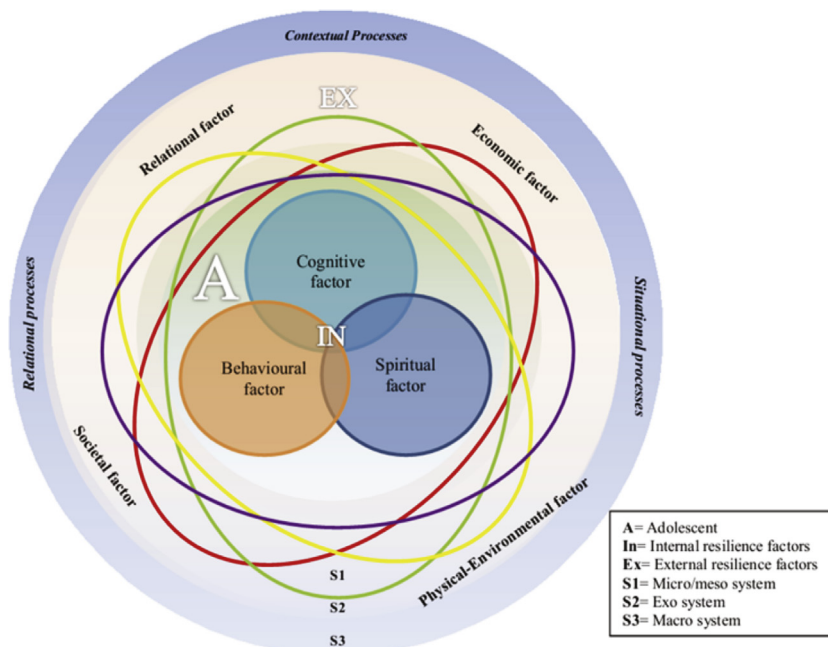 Contextual Processes
EX
Relational factor
Economic factor
Cognitive
factor
A
IN
Relational processes
Situational processes
Behavioural
factor
Spiritual
factor
Societal factor
Physical-Environmental factor
S1
S2
S3
A= Adolescent
In= Internal resilience factors
Ex= External resilience factors
S1= Micro/meso system
S2= Exo system
S3= Macro system